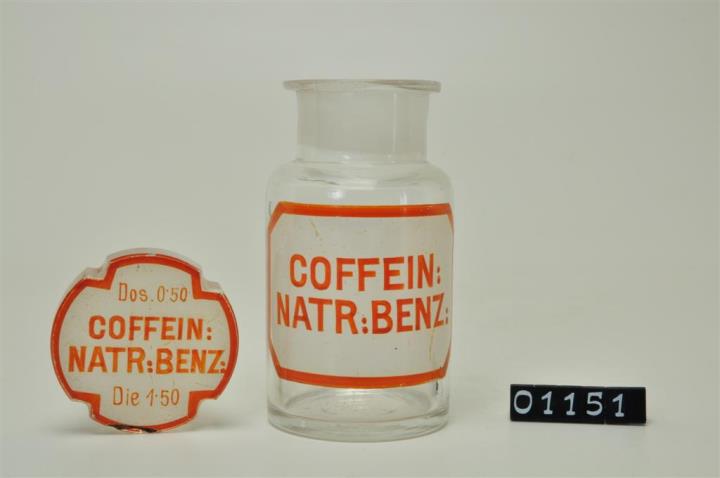 Dos. 0·50
COFFEIN:
NATR:BENZ:
Die 1·50
COFFEIN:
NATR:BENZ:
01151